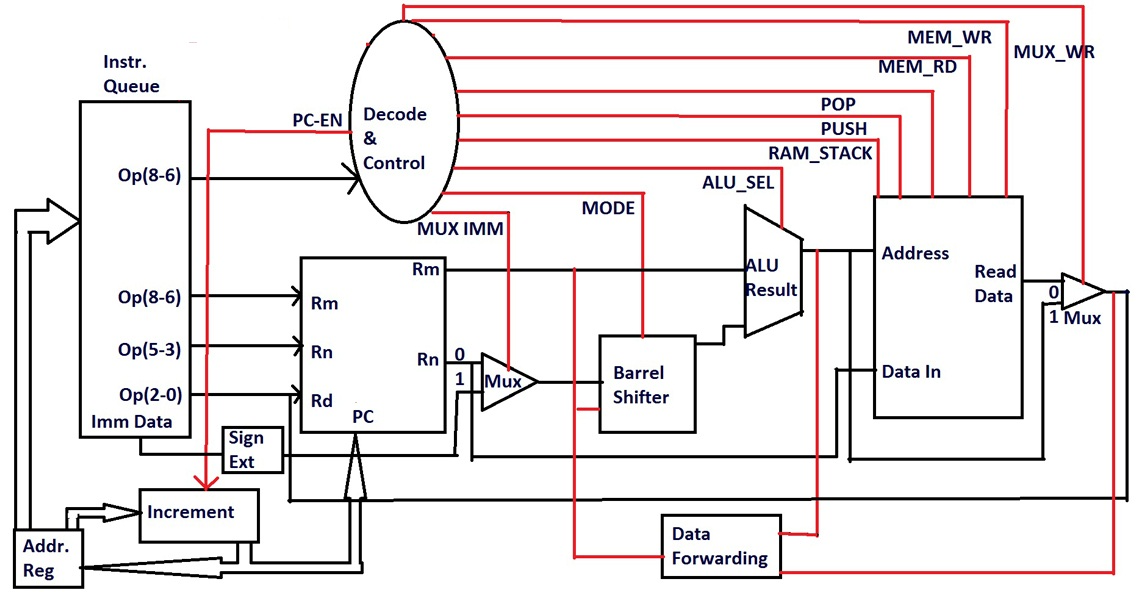 MEM_WR
MUX_WR
Instr.
Queue
MEM_RD
POP
PC-EN
Decode
&
Control
PUSH
RAM_STACK
Op(8-6)
ALU_SEL
MODE
MUX IMM
Rm
ALU
Result
Address
Read
Data
Op(8-6)
Rm
0
1
Mux
Op(5-3)
Rn
Rn
0
1
Mux
Barrel
Shifter
Data In
Op(2-0)
Rd
PC
Imm Data
Sign
Ext
Increment
Addr.
Reg
Data
Forwarding